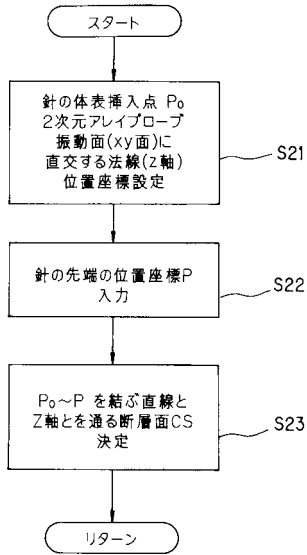 スタート
針の体表挿入点 P₀
2次元アレイプローブ
振動面(xy面)に
直交する法線(z軸)
位置座標設定
S21
針の先端の位置座標P
入力
S22
P₀～P を結ぶ直線と
Z軸とを通る断層面CS
決定
S23
リターン